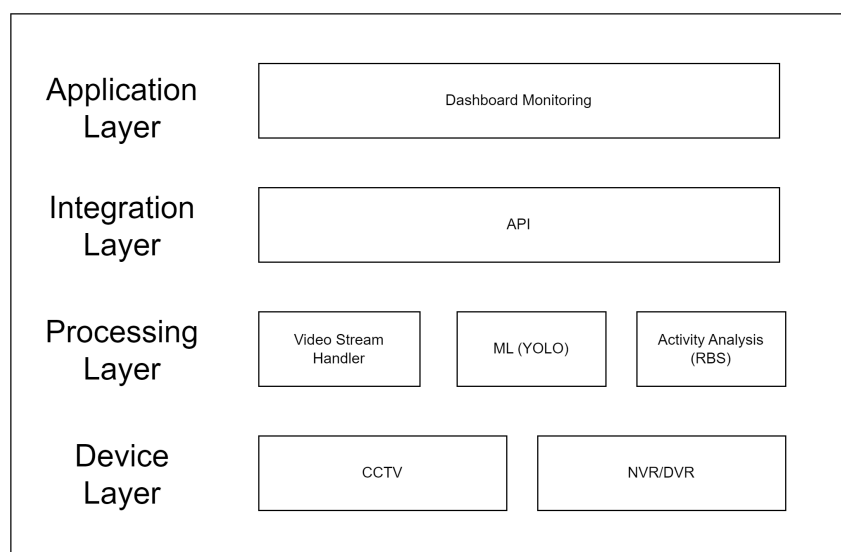 Application
Layer
Dashboard Monitoring
Integration
Layer
API
Processing
Layer
Video Stream
Handler
ML (YOLO)
Activity Analysis
(RBS)
Device
Layer
CCTV
NVR/DVR